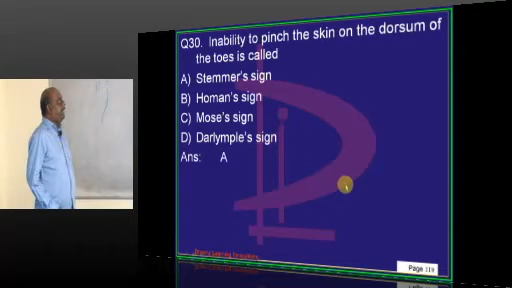 Q30. Inability to pinch the skin on the dorsum of
the toes is called
A) Stemmer's sign
B) Homan's sign
C) Mose's sign
D) Darlymple's sign
Ans: A
Page 119